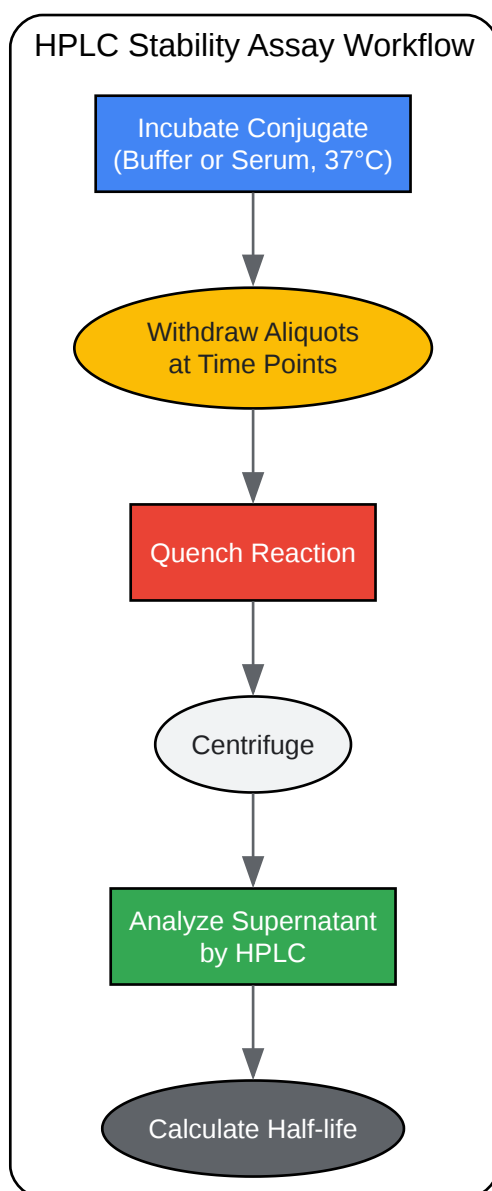 HPLC Stability Assay Workflow
Incubate Conjugate
(Buffer or Serum, 37°C)
Withdraw Aliquots
at Time Points
Quench Reaction
Centrifuge
Analyze Supernatant
by HPLC
Calculate Half-life